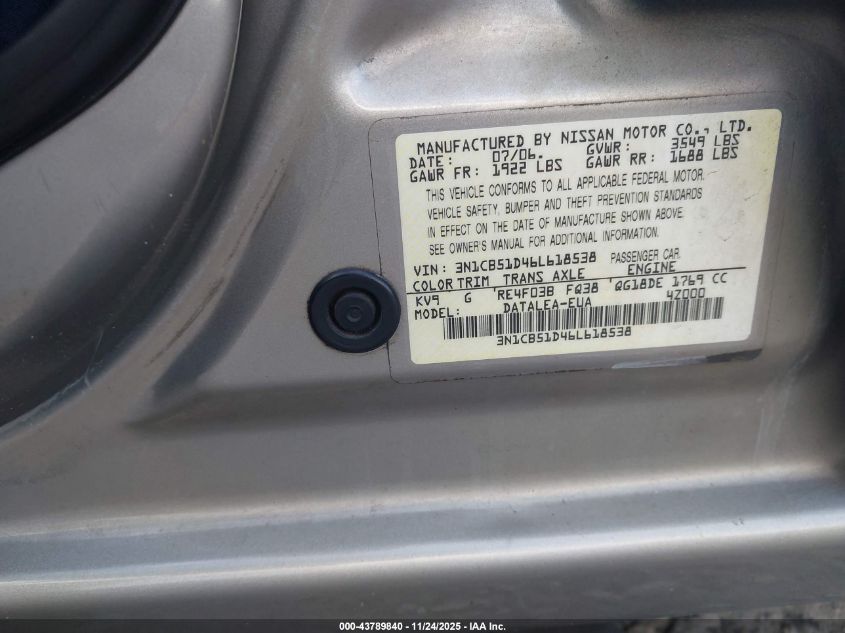 MANUFACTURED BY NISSAN MOTOR CO., LTD.
DATE: 07/06. GVWR: 3549 LBS
GAWR FR: 1922 LBS GAWR RR: 1688 LBS
THIS VEHICLE CONFORMS TO ALL APPLICABLE FEDERAL MOTOR
VEHICLE SAFETY, BUMPER AND THEFT PREVENTION STANDARDS
IN EFFECT ON THE DATE OF MANUFACTURE SHOWN ABOVE.
SEE OWNER'S MANUAL FOR ADDITIONAL INFORMATION.
VIN: 3N1CB51D46L618538 PASSENGER CAR
COLOR TRIM TRANS AXLE ENGINE
KV9 G RE4F03B FQ38 QG18DE 1769 CC
MODEL: DATALEA-EUA 4Z000
3N1CB51D46L618538
000-43789840 - 11/24/2025 - IAA Inc.